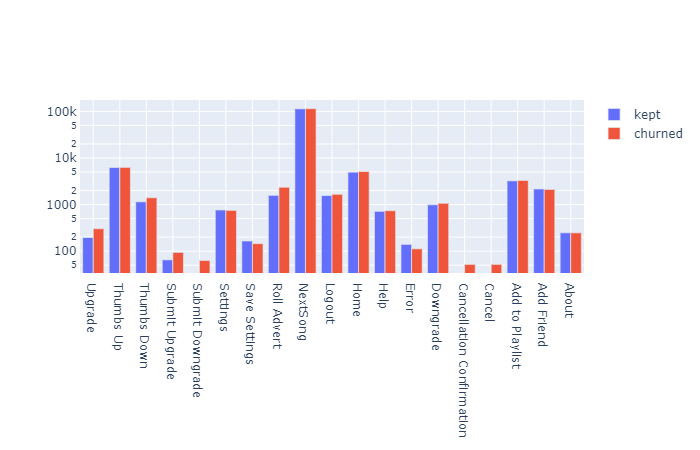 100k
5
2
10k
5
2
1000
5
2
100
5
kept
churned
Upgrade
Thumbs Up
Thumbs Down
Submit Upgrade
Submit Downgrade
Settings
Save Settings
Roll Advert
NextSong
Logout
Home
Help
Error
Downgrade
Cancellation Confirmation
Cancel
Add to Playlist
Add Friend
About